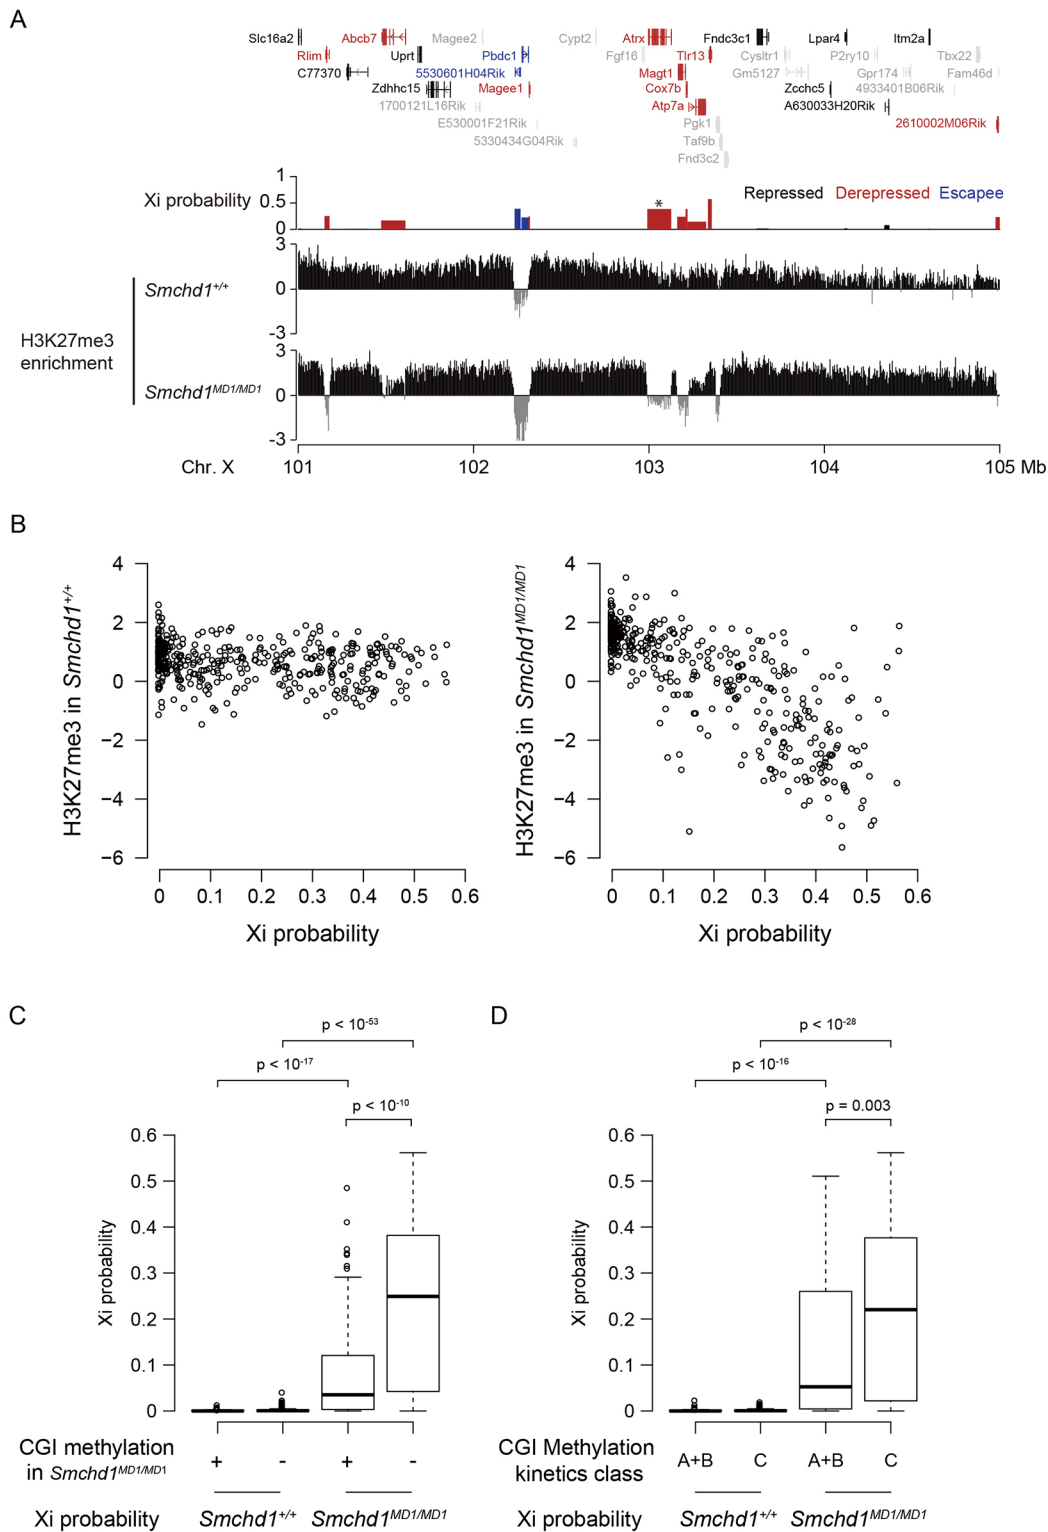 A
Slc16a2 Abcb7 Magee2 Cypt2 Atrx Fndc3c1 Lpar4 Itm2a
Rlim Uprt Pbdc1 Fgf16 Tlr13 Cysltr1 P2ry10 Tbx22
C77370 5530601H04Rik Magt1 Gm5127 Gpr174 Fam46d
Zdhhc15 Magee1 Cox7b Zcchc5 4933401B06Rik
1700121L16Rik Atp7a A630033H20Rik
E530001F21Rik Pgk1 2610002M06Rik
5330434G04Rik Taf9b
Fnd3c2
Xi probability
1
0.5
0
*
Repressed Derepressed Escapee
H3K27me3
enrichment
Smchd1+/+
3
0
-3
Smchd1MD1/MD1
3
0
-3
Chr. X 101 102 103 104 105 Mb
B
H3K27me3 in Smchd1+/+
4
2
0
−2
−4
−6
0 0.1 0.2 0.3 0.4 0.5 0.6
Xi probability
H3K27me3 in Smchd1MD1/MD1
4
2
0
−2
−4
−6
0 0.1 0.2 0.3 0.4 0.5 0.6
Xi probability
C
p < 10-53
p < 10-17
p < 10-10
Xi probability
0.6
0.5
0.4
0.3
0.2
0.1
0
CGI methylation
in Smchd1MD1/MD1
+ - + -
Xi probability Smchd1+/+ Smchd1MD1/MD1
D
p < 10-28
p < 10-16
p = 0.003
Xi probability
0.6
0.5
0.4
0.3
0.2
0.1
0
CGI Methylation
kinetics class
A+B C A+B C
Xi probability Smchd1+/+ Smchd1MD1/MD1